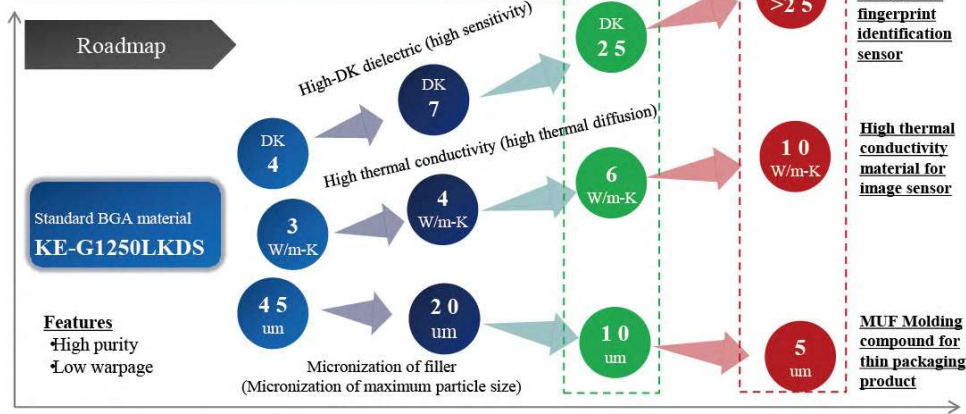 Roadmap
High-DK dielectric (high sensitivity)
DK
4
DK
7
DK
2 5
>2 5
fingerprint
identification
sensor
High thermal conductivity (high thermal diffusion)
3
W/m-K
4
W/m-K
6
W/m-K
1 0
W/m-K
High thermal
conductivity
material for
image sensor
Standard BGA material
KE-G1250LKDS
4 5
um
2 0
um
1 0
um
5
um
MUF Molding
compound for
thin packaging
product
Features
•High purity
•Low warpage
Micronization of filler
(Micronization of maximum particle size)